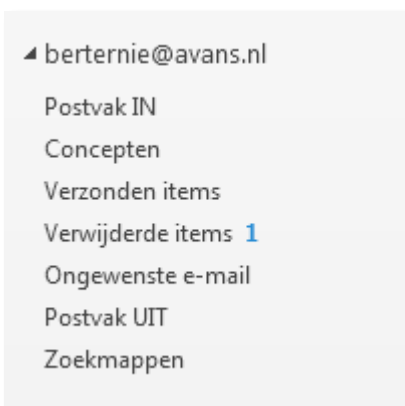 berternie@avans.nl
Postvak IN
Concepten
Verzonden items
Verwijderde items 1
Ongewenste e-mail
Postvak UIT
Zoekmappen